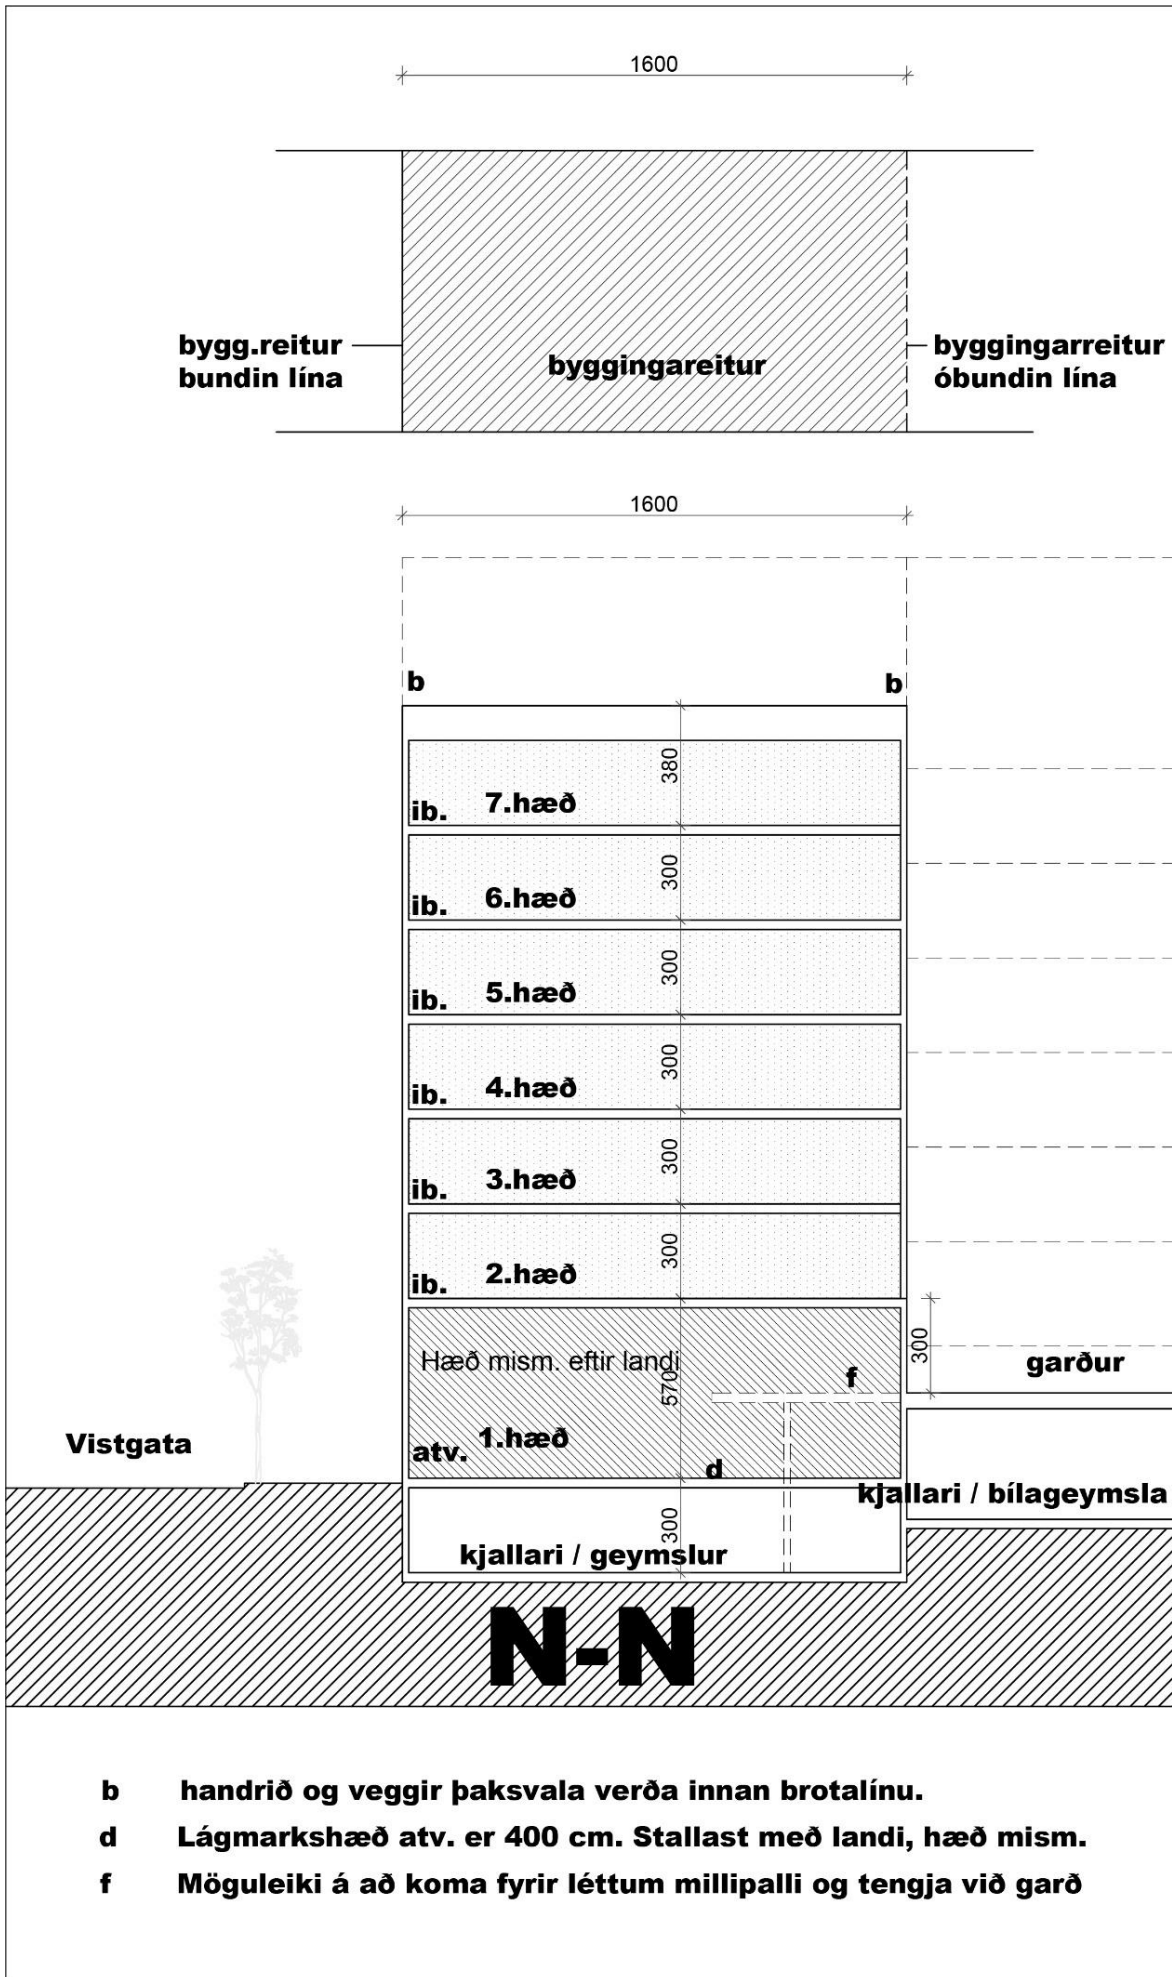 1600
bygg.reitur
bundin lína
byggingareitur
byggingarreitur
óbundin lína
1600
b
b
380
ib.
7.hæð
300
ib.
6.hæð
300
ib.
5.hæð
300
ib.
4.hæð
300
ib.
3.hæð
300
ib.
2.hæð
300
Hæð mism. eftir landi
garður
570
f
Vistgata
atv.
1.hæð
d
kjallari / bílageymsla
300
kjallari / geymslur
N-N
b handrið og veggir þaksvala verða innan brotalínu.
d Lágmarkshæð atv. er 400 cm. Stallast með landi, hæð mism.
f Möguleiki á að koma fyrir léttum millipalli og tengja við garð